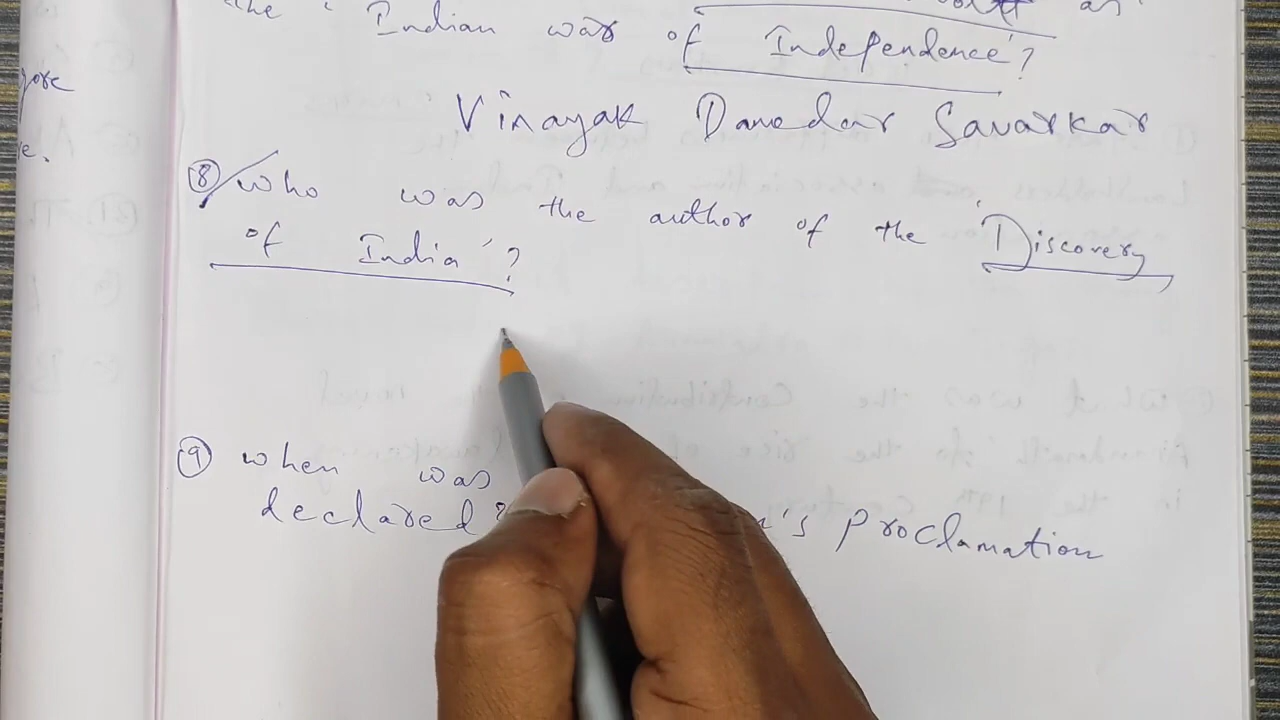 the ' Indian war of Independence'?
Vinayak Damodar Savarkar
⑧ who was the author of the 'Discovery
of India'?
⑨ when was 's proclamation
declared?